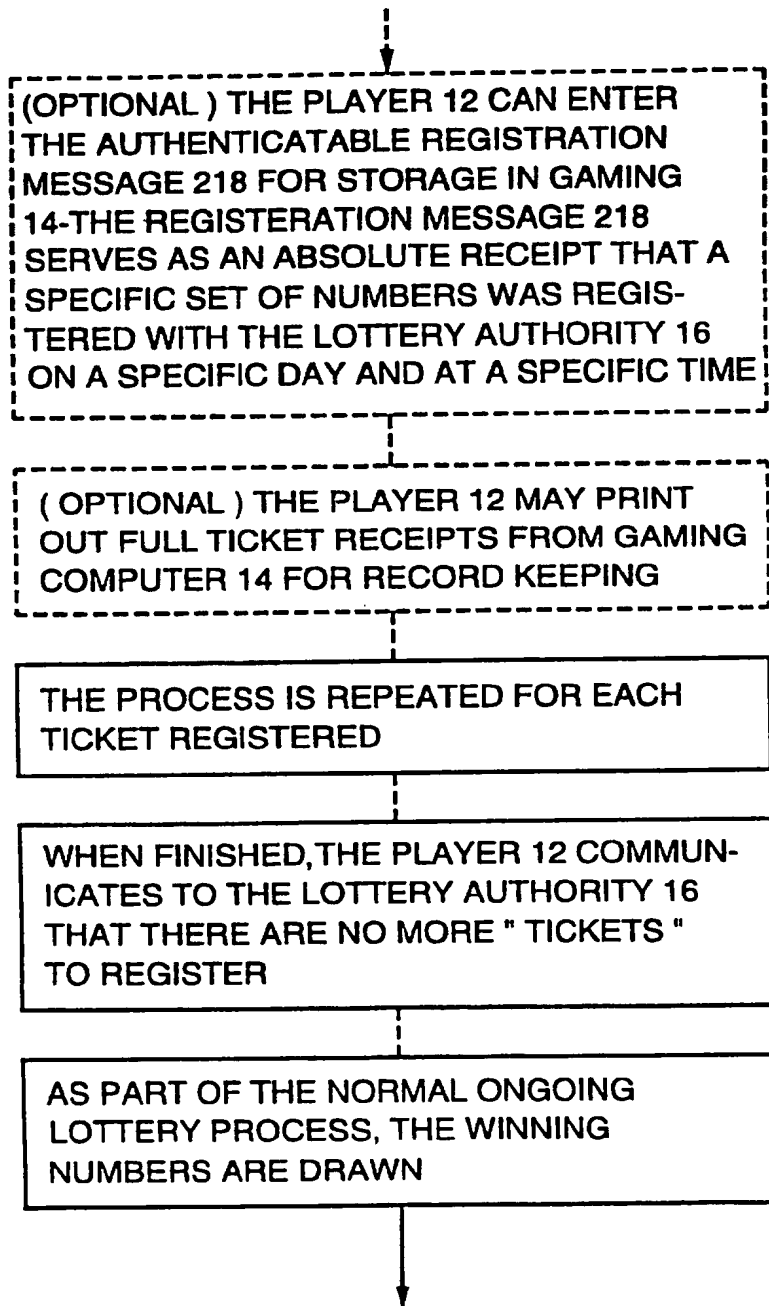 (OPTIONAL ) THE PLAYER 12 CAN ENTER
THE AUTHENTICATABLE REGISTRATION
MESSAGE 218 FOR STORAGE IN GAMING
14-THE REGISTERATION MESSAGE 218
SERVES AS AN ABSOLUTE RECEIPT THAT A
SPECIFIC SET OF NUMBERS WAS REGIS-
TERED WITH THE LOTTERY AUTHORITY 16
ON A SPECIFIC DAY AND AT A SPECIFIC TIME
( OPTIONAL ) THE PLAYER 12 MAY PRINT
OUT FULL TICKET RECEIPTS FROM GAMING
COMPUTER 14 FOR RECORD KEEPING
THE PROCESS IS REPEATED FOR EACH
TICKET REGISTERED
WHEN FINISHED,THE PLAYER 12 COMMUN-
ICATES TO THE LOTTERY AUTHORITY 16
THAT THERE ARE NO MORE " TICKETS "
TO REGISTER
AS PART OF THE NORMAL ONGOING
LOTTERY PROCESS, THE WINNING
NUMBERS ARE DRAWN